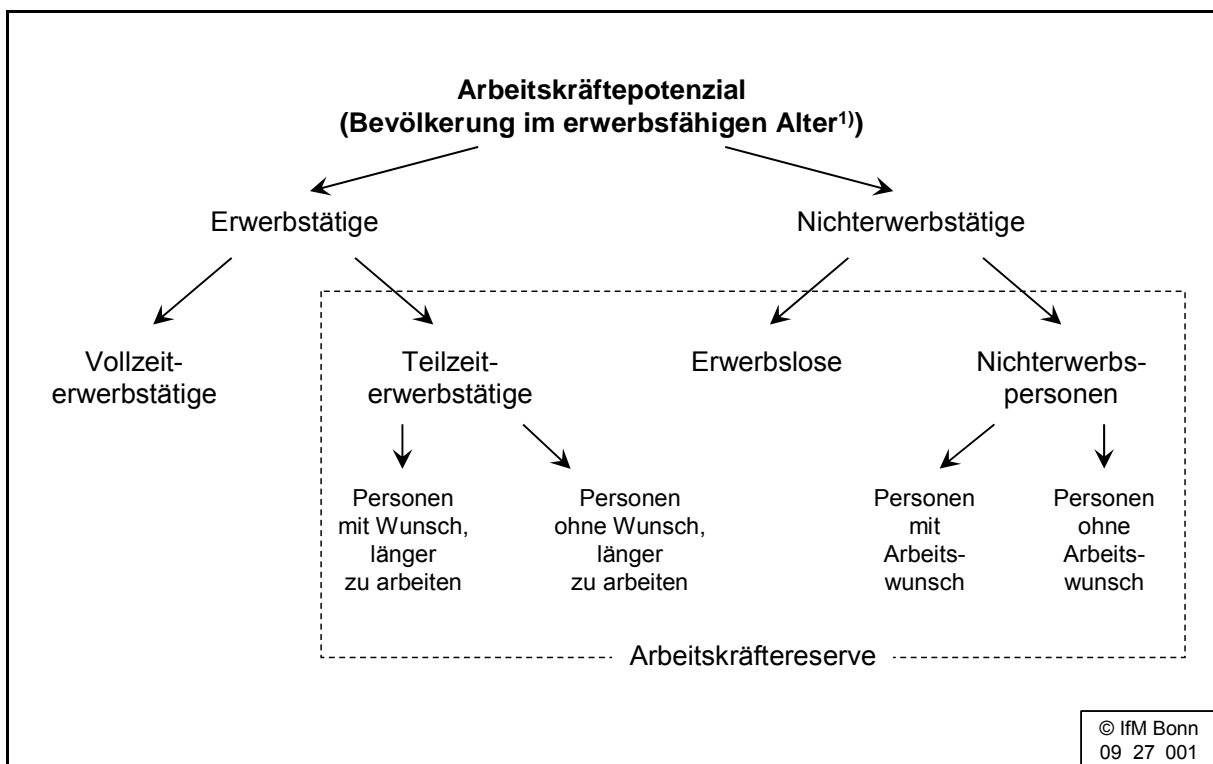 Arbeitskräftepotenzial
(Bevölkerung im erwerbsfähigen Alter1))
Erwerbstätige
Nichterwerbstätige
Vollzeit-
erwerbstätige
Teilzeit-
erwerbstätige
Erwerbslose
Nichterwerbs-
personen
Personen
mit Wunsch,
länger
zu arbeiten
Personen
ohne Wunsch,
länger
zu arbeiten
Personen
mit
Arbeits-
wunsch
Personen
ohne
Arbeits-
wunsch
Arbeitskräftereserve
© IfM Bonn
09 27 001